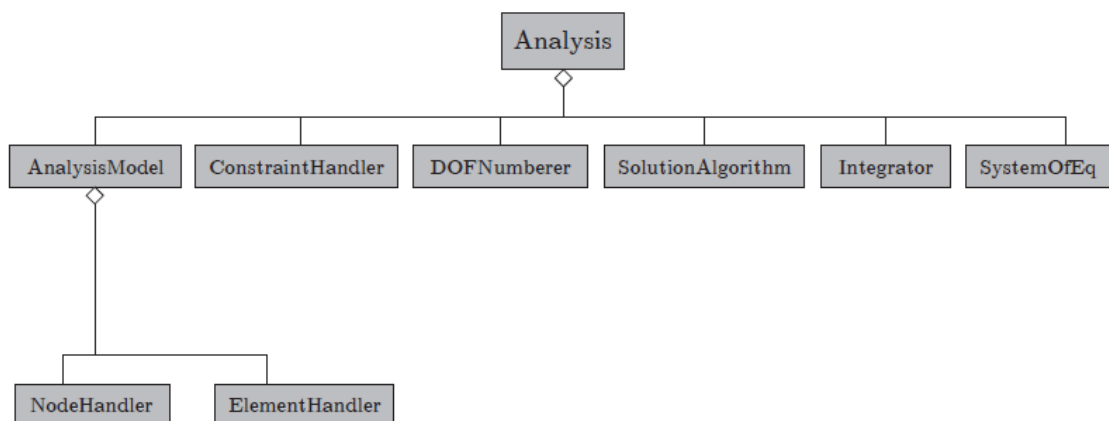 Analysis
AnalysisModel
ConstraintHandler
DOFNumberer
SolutionAlgorithm
Integrator
SystemOfEq
NodeHandler
ElementHandler